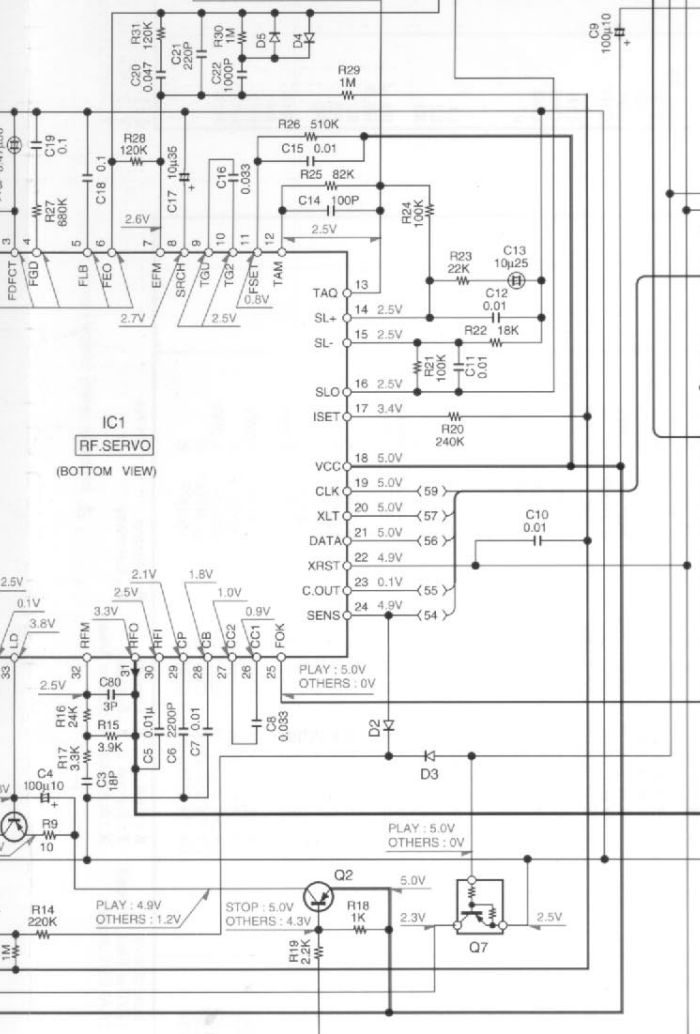 R31
120K
C20
0.047
C21
220P
R30
1M
C22
1000P
D5
D4
R29
1M
C9
100µ10
C19
0.1
R27
680K
C18
0.1
R28
120K
C17
10µ35
C16
0.033
R26 510K
C15 0.01
R25 82K
C14 100P
2.6V
2.5V
R24
100K
3
4
5
6
7
8
9
10
11
12
FDFCT
FGD
FLB
FEO
EFM
SRCH
TGU
TG2
FSET
TAM
0.8V
2.7V
2.5V
R23
22K
C13
10µ25
C12
0.01
R22 18K
R21
100K
C11
0.01
TAQ 13
SL+ 14 2.5V
SL- 15 2.5V
SLO 16 2.5V
ISET 17 3.4V
R20
240K
IC1
RF.SERVO
(BOTTOM VIEW)
VCC 18 5.0V
CLK 19 5.0V (59)
XLT 20 5.0V (57)
DATA 21 5.0V (56)
XRST 22 4.9V
C.OUT 23 0.1V (55)
SENS 24 4.9V (54)
C10
0.01
2.5V
0.1V
3.8V
3.3V
2.5V
2.1V
1.8V
1.0V
0.9V
LD
RFM
RFO
RFI
CP
CB
CC2
CC1
FOK
33
32
31
30
29
28
27
26
25
PLAY : 5.0V
OTHERS : 0V
2.5V
C80
3P
R16
24K
R15
3.9K
R17
3.3K
C3
18P
C5
0.01µ
C6
2200P
C7
0.01
C8
0.033
D2
D3
C4
100µ10
R9
10
PLAY : 5.0V
OTHERS : 0V
R14
220K
1M
PLAY : 4.9V
OTHERS : 1.2V
STOP : 5.0V
OTHERS : 4.3V
Q2
5.0V
R18
1K
R19
2.2K
2.3V
2.5V
Q7